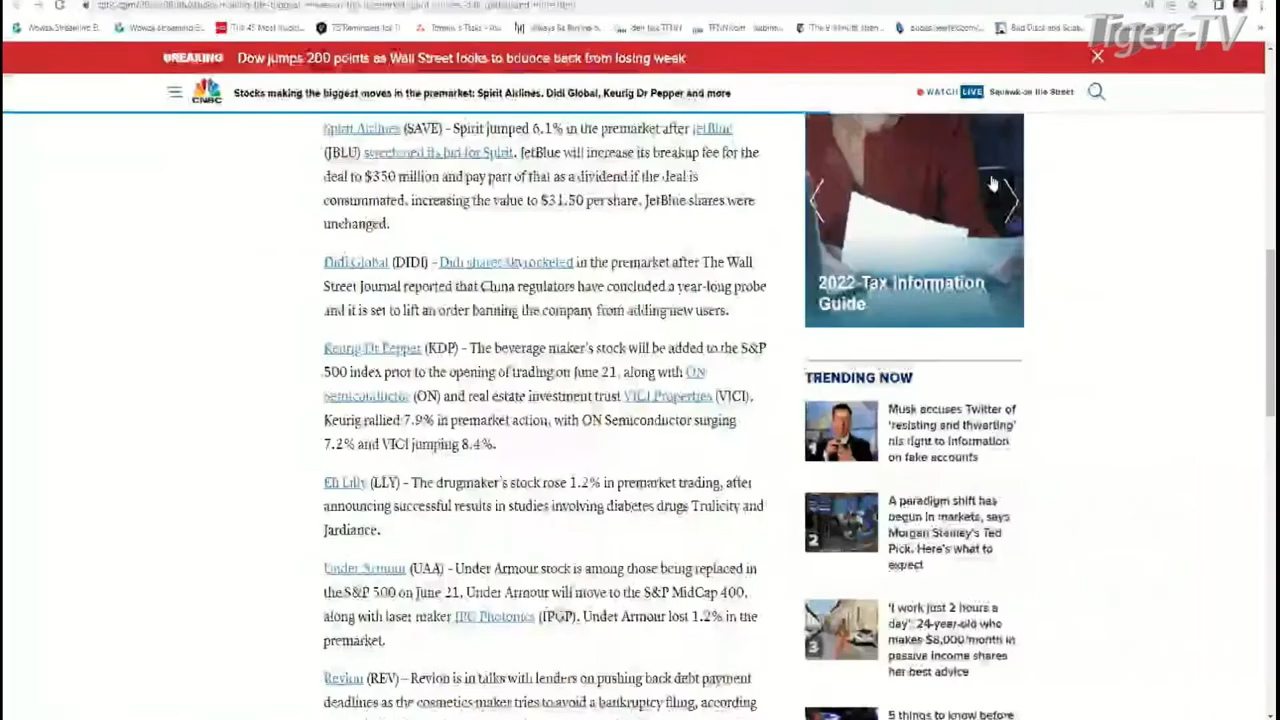 Tiger-TV
BREAKING Dow jumps 200 points as Wall Street looks to bounce back from losing week
CNBC
Stocks making the biggest moves in the premarket: Spirit Airlines, Didi Global, Keurig Dr Pepper and more
WATCH LIVE Squawk on the Street
Spirit Airlines (SAVE) – Spirit jumped 6.1% in the premarket after JetBlue
(JBLU) sweetened its bid for Spirit. JetBlue will increase its breakup fee for the
deal to $350 million and pay part of that as a dividend if the deal is
consummated, increasing the value to $31.50 per share. JetBlue shares were
unchanged.
Didi Global (DIDI) – Didi shares skyrocketed in the premarket after The Wall
Street Journal reported that China regulators have concluded a year-long probe
and it is set to lift an order banning the company from adding new users.
Keurig Dr Pepper (KDP) – The beverage maker's stock will be added to the S&P
500 index prior to the opening of trading on June 21, along with ON
Semiconductor (ON) and real estate investment trust VICI Properties (VICI).
Keurig rallied 7.9% in premarket action, with ON Semiconductor surging
7.2% and VICI jumping 8.4%.
Eli Lilly (LLY) – The drugmaker's stock rose 1.2% in premarket trading, after
announcing successful results in studies involving diabetes drugs Trulicity and
Jardiance.
Under Armour (UAA) – Under Armour stock is among those being replaced in
the S&P 500 on June 21. Under Armour will move to the S&P MidCap 400,
along with laser maker IPG Photonics (IPGP). Under Armour lost 1.2% in the
premarket.
Revlon (REV) – Revlon is in talks with lenders on pushing back debt payment
deadlines as the cosmetics maker tries to avoid a bankruptcy filing, according
2022 Tax Information
Guide
TRENDING NOW
Musk accuses Twitter of
'resisting and thwarting'
his right to information
on fake accounts
2
A paradigm shift has
begun in markets, says
Morgan Stanley's Ted
Pick. Here's what to
expect
3
'I work just 2 hours a
day': 24-year-old who
makes $8,000/month in
passive income shares
her best advice
5 things to know before